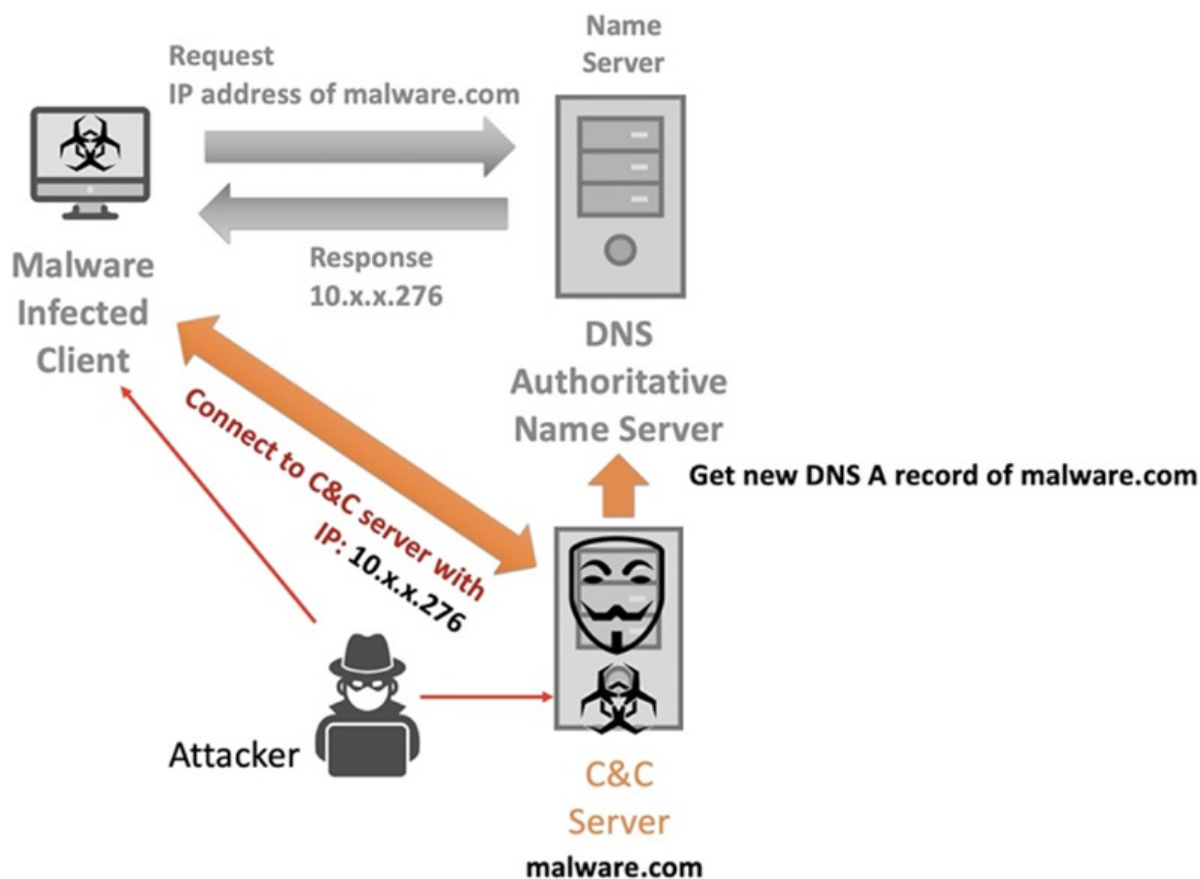 Name
Server
Request
IP address of malware.com
Response
10.x.x.276
Malware
Infected
Client
DNS
Authoritative
Name Server
Connect to C&C server with
IP: 10.x.x.276
Get new DNS A record of malware.com
Attacker
C&C
Server
malware.com